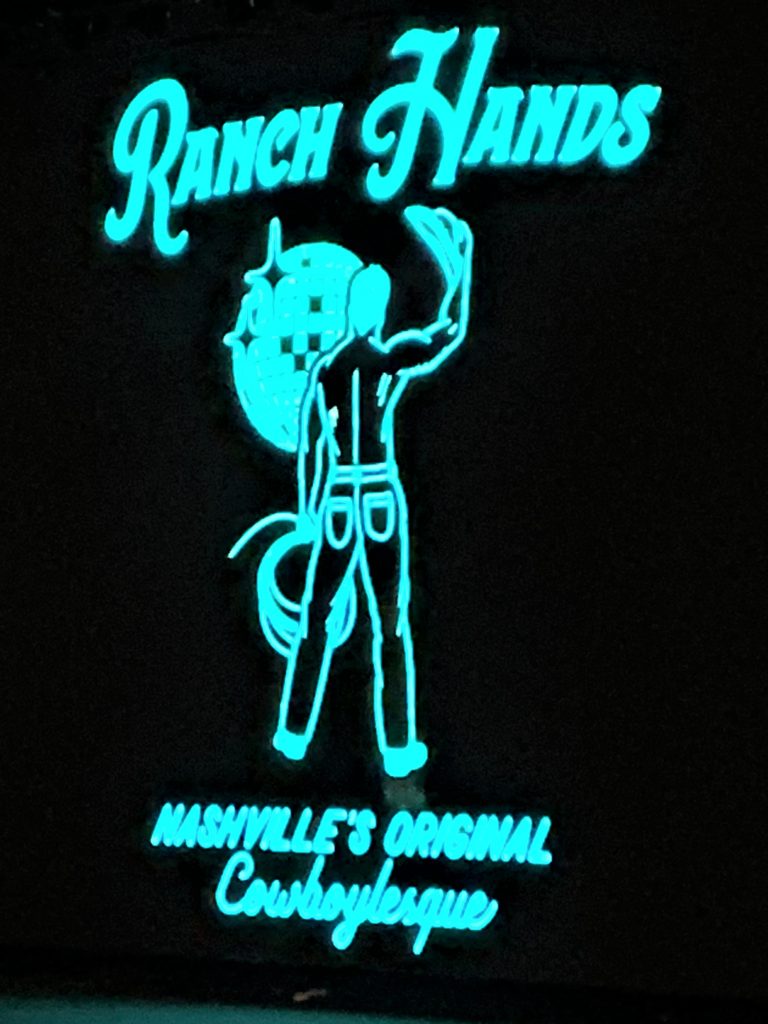 RANCH HANDS
NASHVILLE'S ORIGINAL
Cowboylesque